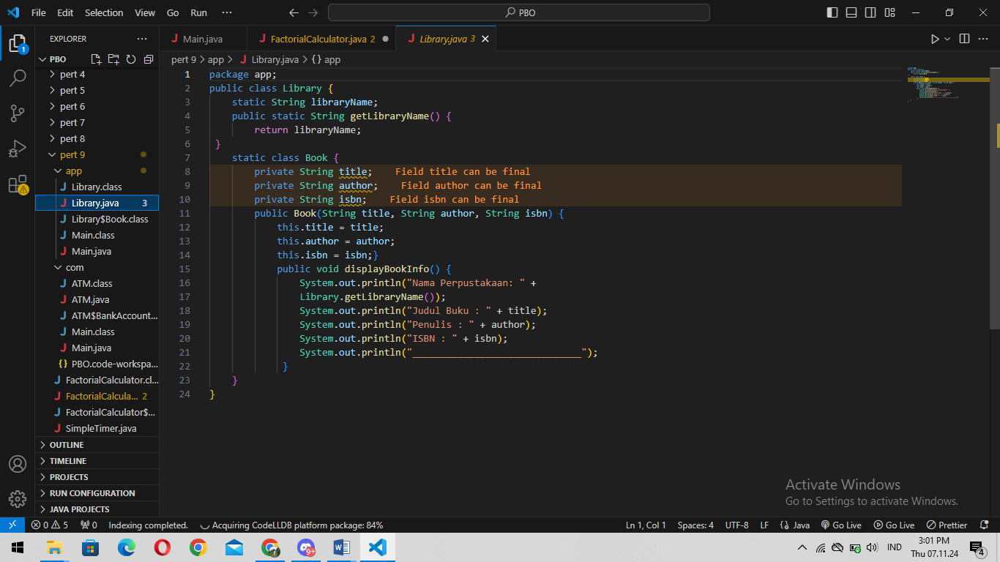 File Edit Selection View Go Run ··· PBO
EXPLORER ···
PBO
pert 4
pert 5
pert 6
pert 7
pert 8
pert 9
app
Library.class
Library.java 3
Library$Book.class
Main.class
Main.java
com
ATM.class
ATM.java
ATM$BankAccount...
Main.class
Main.java
{} PBO.code-workspa...
FactorialCalculator.cl...
FactorialCalcula... 2
FactorialCalculator$...
SimpleTimer.java
OUTLINE
TIMELINE
PROJECTS
RUN CONFIGURATION
JAVA PROJECTS
Main.java FactorialCalculator.java 2 Library.java 3
pert 9 > app > Library.java > {} app
1 package app;
2 public class Library {
3 static String libraryName;
4 public static String getLibraryName() {
5 return libraryName;
6 }
7 static class Book {
8 private String title; Field title can be final
9 private String author; Field author can be final
10 private String isbn; Field isbn can be final
11 public Book(String title, String author, String isbn) {
12 this.title = title;
13 this.author = author;
14 this.isbn = isbn;}
15 public void displayBookInfo() {
16 System.out.println("Nama Perpustakaan: " +
17 Library.getLibraryName());
18 System.out.println("Judul Buku : " + title);
19 System.out.println("Penulis : " + author);
20 System.out.println("ISBN : " + isbn);
21 System.out.println("______________________________");
22 }
23 }
24 }
Activate Windows
Go to Settings to activate Windows.
0 5 0 Indexing completed. Acquiring CodeLLDB platform package: 84% Ln 1, Col 1 Spaces: 4 UTF-8 LF Java Go Live Go Live Prettier
9+ IND 3:01 PM
Thu 07.11.24 4